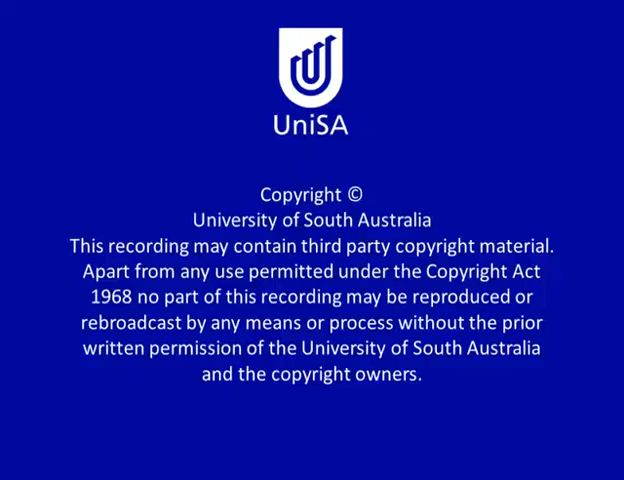 UniSA
Copyright ©
University of South Australia
This recording may contain third party copyright material.
Apart from any use permitted under the Copyright Act
1968 no part of this recording may be reproduced or
rebroadcast by any means or process without the prior
written permission of the University of South Australia
and the copyright owners.